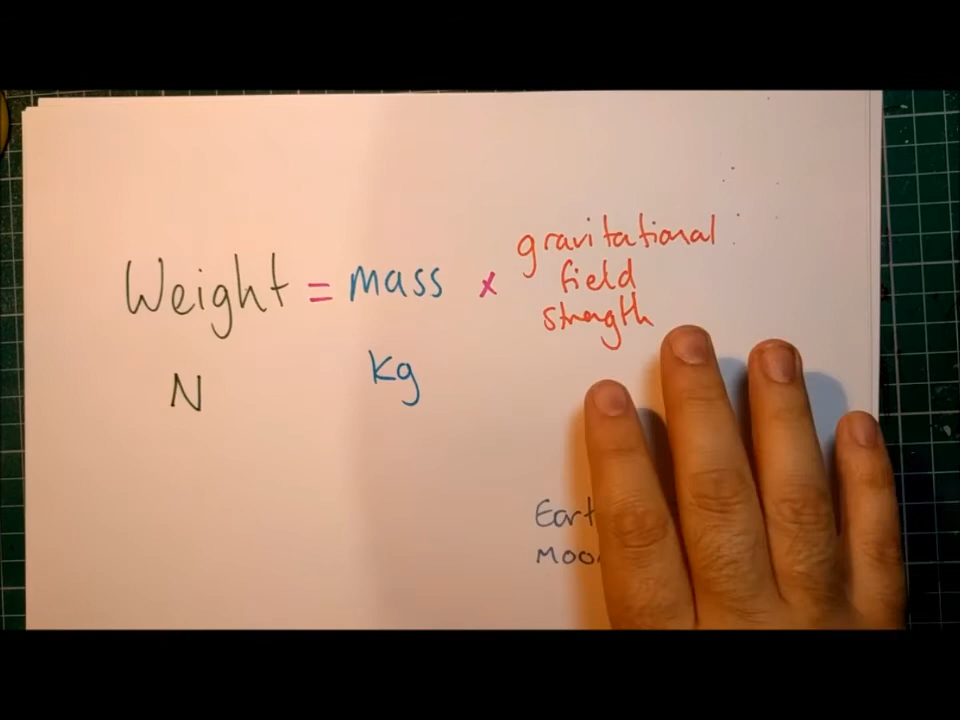 Weight = mass × gravitational
field
strength
N kg
Eart
Moo